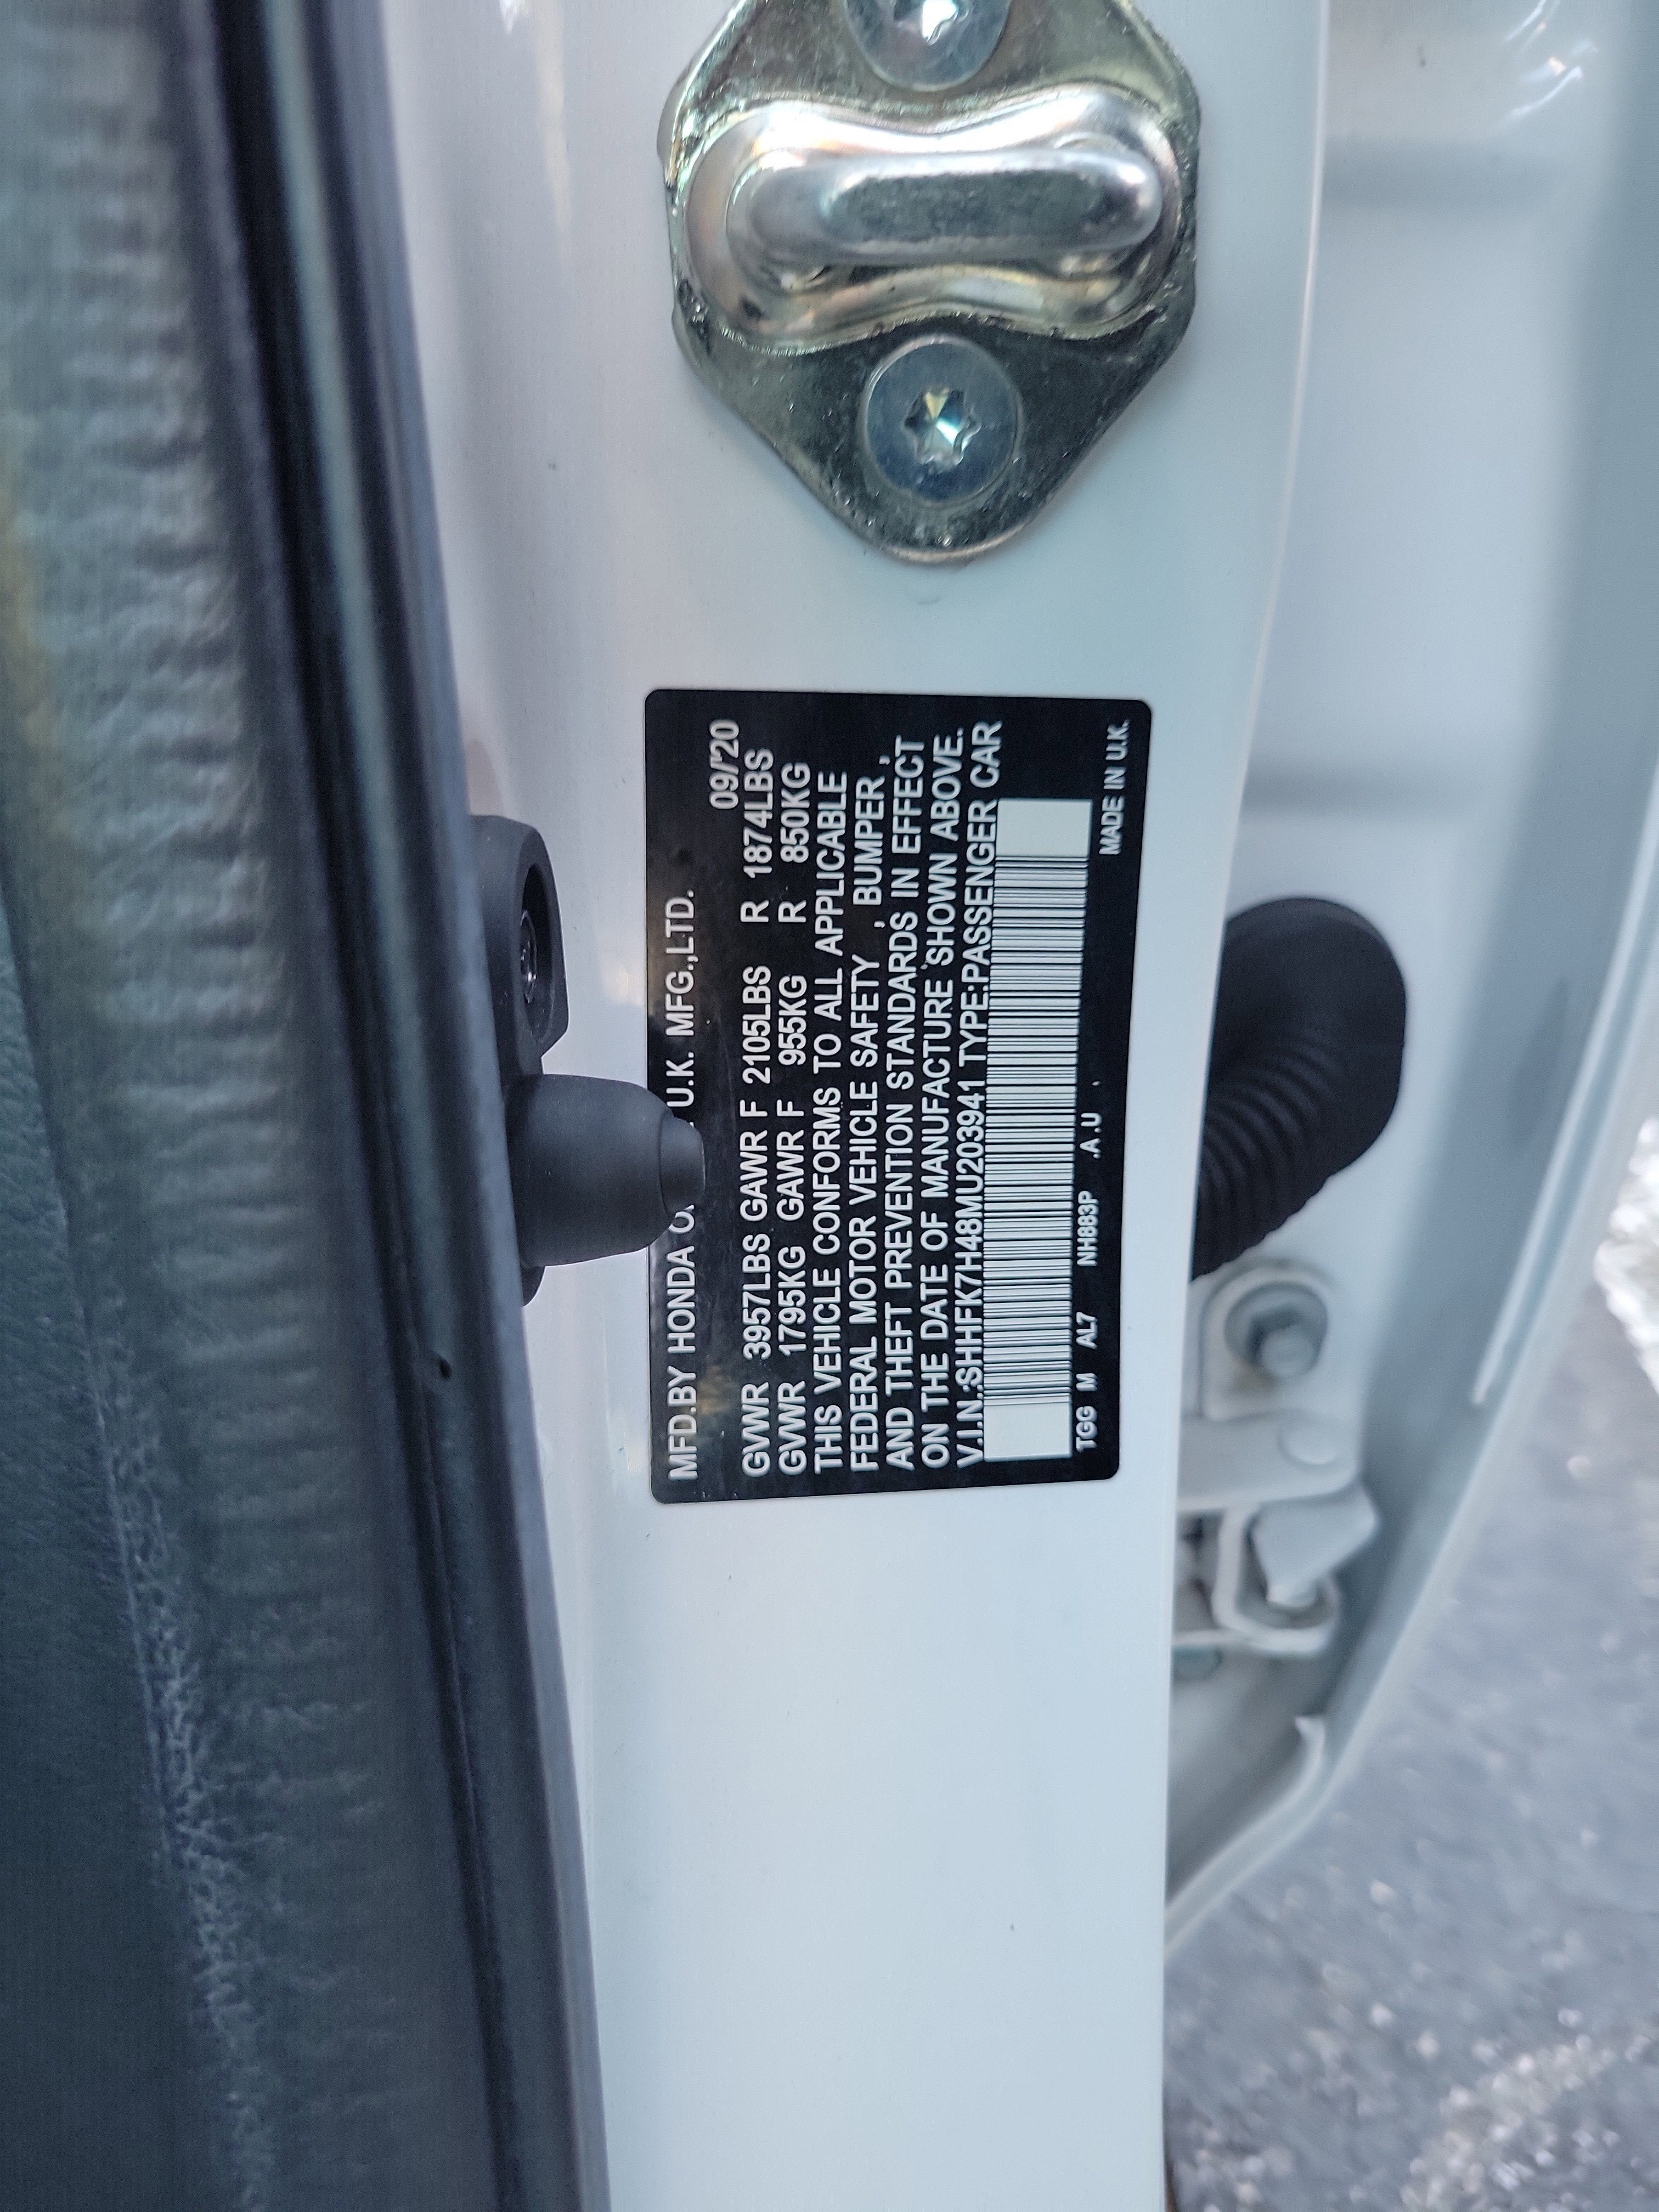 MFD.BY HONDA O U.K. MFG.,LTD.
09/'20
GVWR 3957LBS GAWR F 2105LBS R 1874LBS
GVWR 1795KG GAWR F 955KG R 850KG
THIS VEHICLE CONFORMS TO ALL APPLICABLE
FEDERAL MOTOR VEHICLE SAFETY , BUMPER ,
AND THEFT PREVENTION STANDARDS IN EFFECT
ON THE DATE OF MANUFACTURE SHOWN ABOVE.
V.I.N.:SHHFK7H48MU203941 TYPE:PASSENGER CAR
TGG M AL7 NH883P .A .U .
MADE IN U.K.